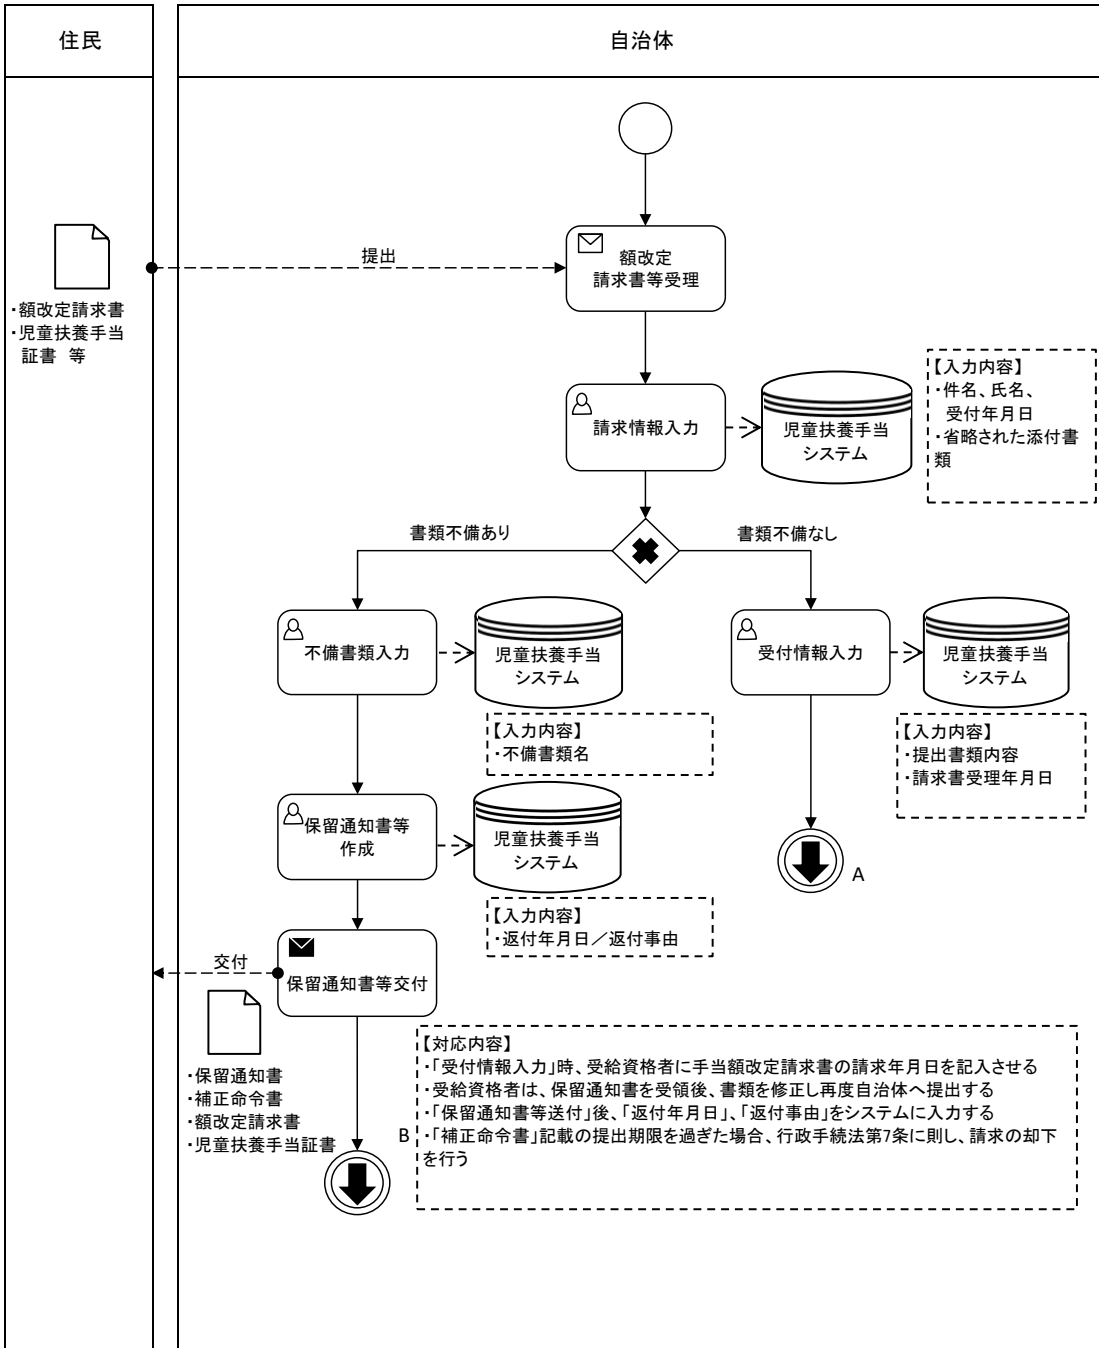 住民
自治体
提出
額改定
請求書等受理
・額改定請求書
・児童扶養手当
証書 等
請求情報入力
児童扶養手当
システム
【入力内容】
・件名、氏名、
受付年月日
・省略された添付書
類
書類不備あり
書類不備なし
不備書類入力
児童扶養手当
システム
【入力内容】
・不備書類名
受付情報入力
児童扶養手当
システム
【入力内容】
・提出書類内容
・請求書受理年月日
保留通知書等
作成
児童扶養手当
システム
【入力内容】
・返付年月日／返付事由
A
交付
保留通知書等交付
・保留通知書
・補正命令書
・額改定請求書
・児童扶養手当証書
B
【対応内容】
・「受付情報入力」時、受給資格者に手当額改定請求書の請求年月日を記入させる
・受給資格者は、保留通知書を受領後、書類を修正し再度自治体へ提出する
・「保留通知書等送付」後、「返付年月日」、「返付事由」をシステムに入力する
・「補正命令書」記載の提出期限を過ぎた場合、行政手続法第7条に則し、請求の却下
を行う